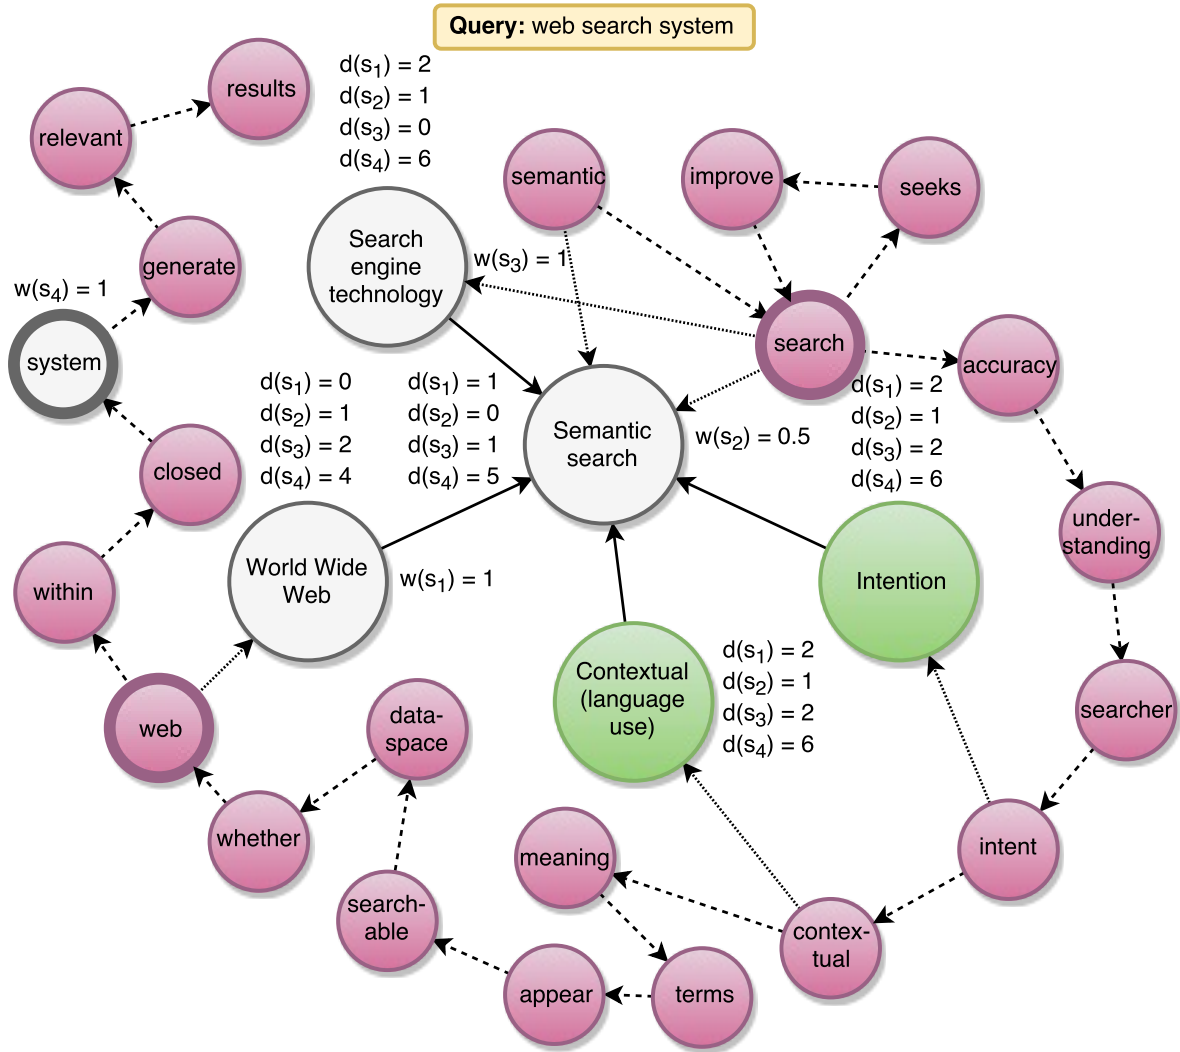 Query: web search system
results
relevant
d(s1) = 2
d(s2) = 1
d(s3) = 0
d(s4) = 6
semantic
improve
seeks
generate
Search
engine
technology
w(s3) = 1
w(s4) = 1
system
search
accuracy
d(s1) = 0
d(s2) = 1
d(s3) = 2
d(s4) = 4
d(s1) = 1
d(s2) = 0
d(s3) = 1
d(s4) = 5
Semantic
search
w(s2) = 0.5
d(s1) = 2
d(s2) = 1
d(s3) = 2
d(s4) = 6
closed
under-
standing
within
World Wide
Web
w(s1) = 1
Intention
Contextual
(language
use)
d(s1) = 2
d(s2) = 1
d(s3) = 2
d(s4) = 6
searcher
web
data-
space
whether
meaning
intent
search-
able
contex-
tual
appear
terms